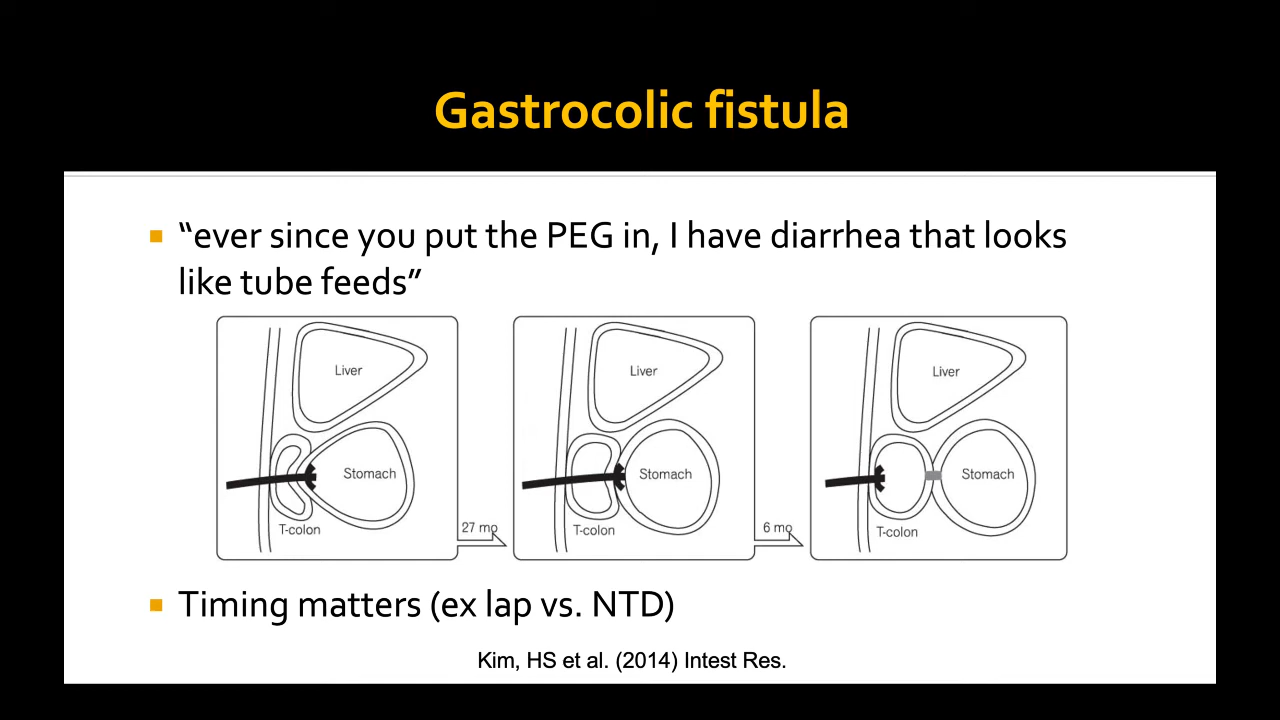 Gastrocolic fistula
“ever since you put the PEG in, I have diarrhea that looks
like tube feeds”
Liver
Stomach
T-colon
27 mo
Liver
Stomach
T-colon
6 mo
Liver
Stomach
T-colon
Timing matters (ex lap vs. NTD)
Kim, HS et al. (2014) Intest Res.